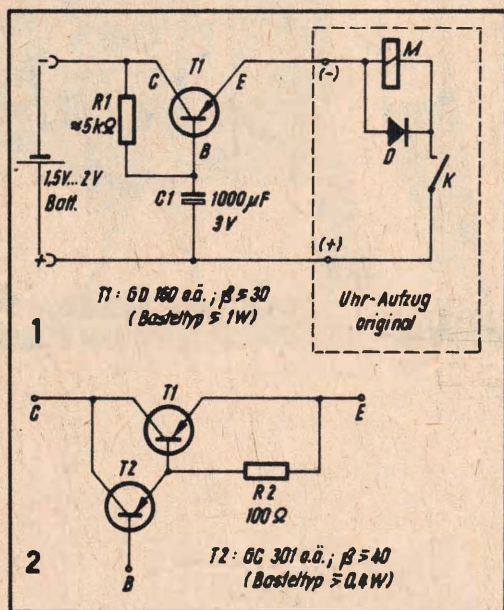 C
T1
E
(-)
M
R1
≈5kΩ
B
D
K
1,5V...2V
Batt.
C1
1000µF
3V
(+)
T1: GD 160 o.ä.; β ≧ 30
(Basteltyp ≧ 1W)
Uhr-Aufzug
original
1
C
T1
E
T2
R2
100Ω
B
T2: GC 301 o.ä.; β ≧ 40
(Basteltyp ≧ 0,4W)
2